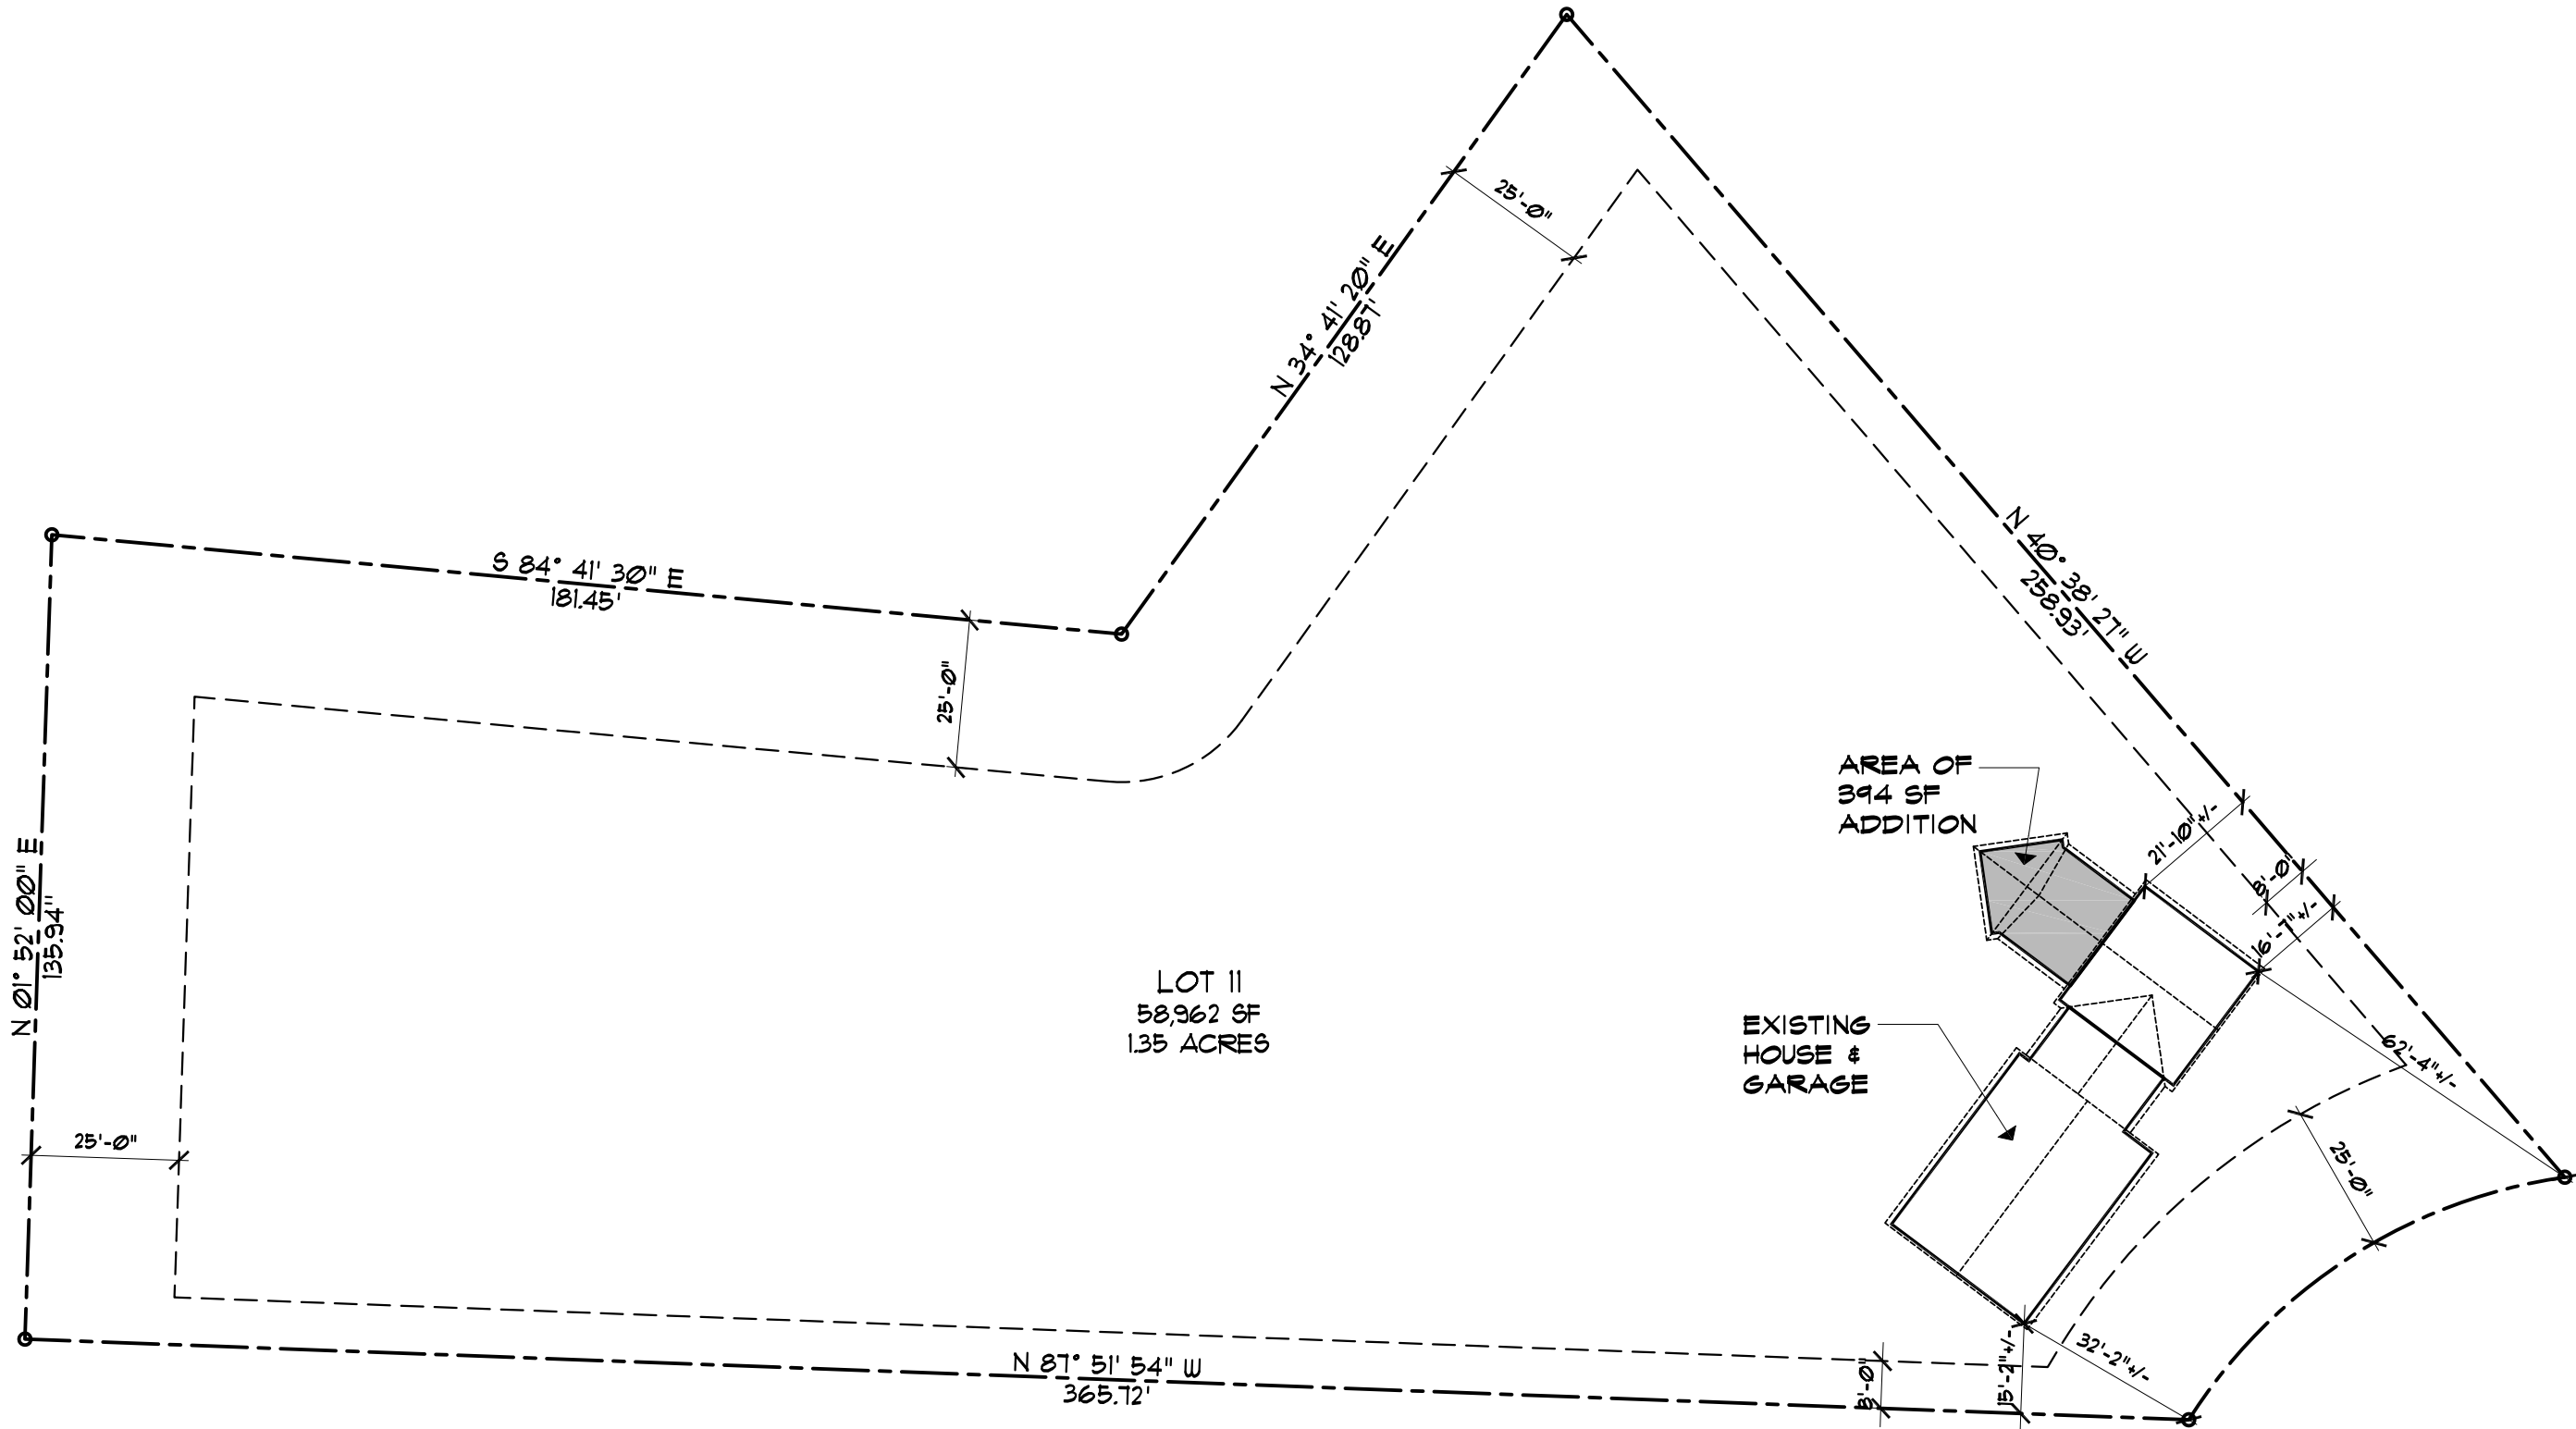 25'-0"
N 34° 41' 20" E
128.87'
N 40° 38' 27" W
258.93'
S 84° 41' 30" E
181.45'
25'-0"
AREA OF
394 SF
ADDITION
21'-10"+/-
8'-0"
16'-7"+/-
N 01° 52' 00" E
135.94''
LOT 11
58,962 SF
1.35 ACRES
EXISTING
HOUSE &
GARAGE
62'-4"+/-
25'-0"
25'-0"
N 87° 51' 54" W
365.72'
8'-0"
15'-2"+/-
32'-2"+/-